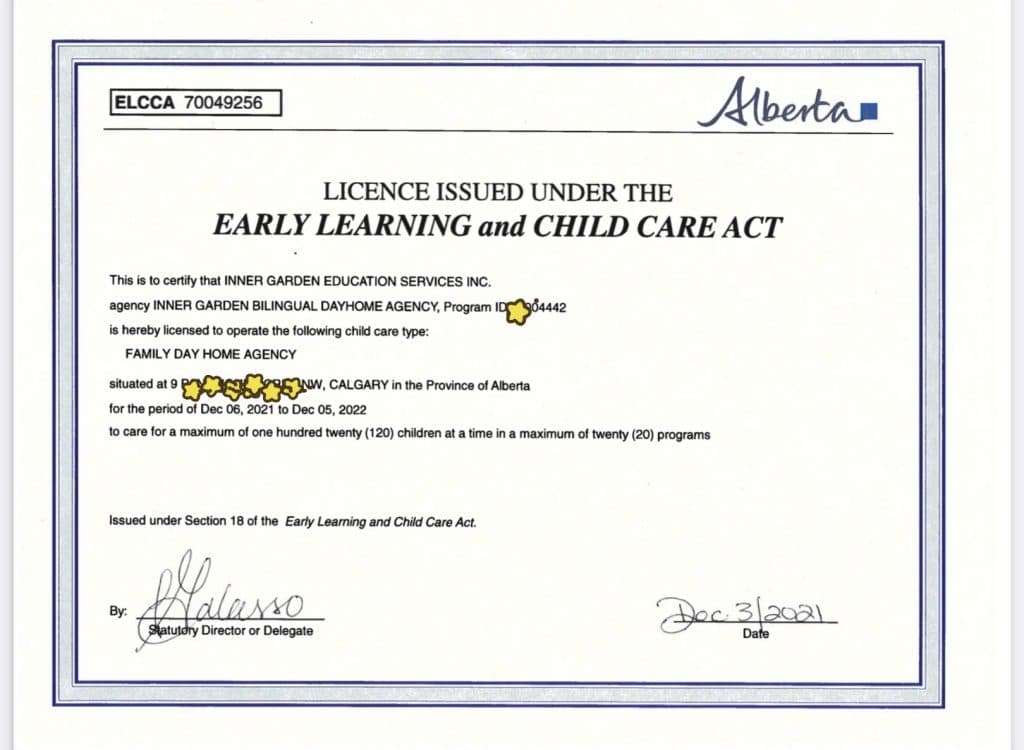 ELCCA 70049256
Alberta
LICENCE ISSUED UNDER THE
EARLY LEARNING and CHILD CARE ACT
This is to certify that INNER GARDEN EDUCATION SERVICES INC.
agency INNER GARDEN BILINGUAL DAYHOME AGENCY, Program ID 04442
is hereby licensed to operate the following child care type:
FAMILY DAY HOME AGENCY
situated at 9 NW, CALGARY in the Province of Alberta
for the period of Dec 06, 2021 to Dec 05, 2022
to care for a maximum of one hundred twenty (120) children at a time in a maximum of twenty (20) programs
Issued under Section 18 of the Early Learning and Child Care Act.
By:
Statutory Director or Delegate
Dec. 3/2021
Date